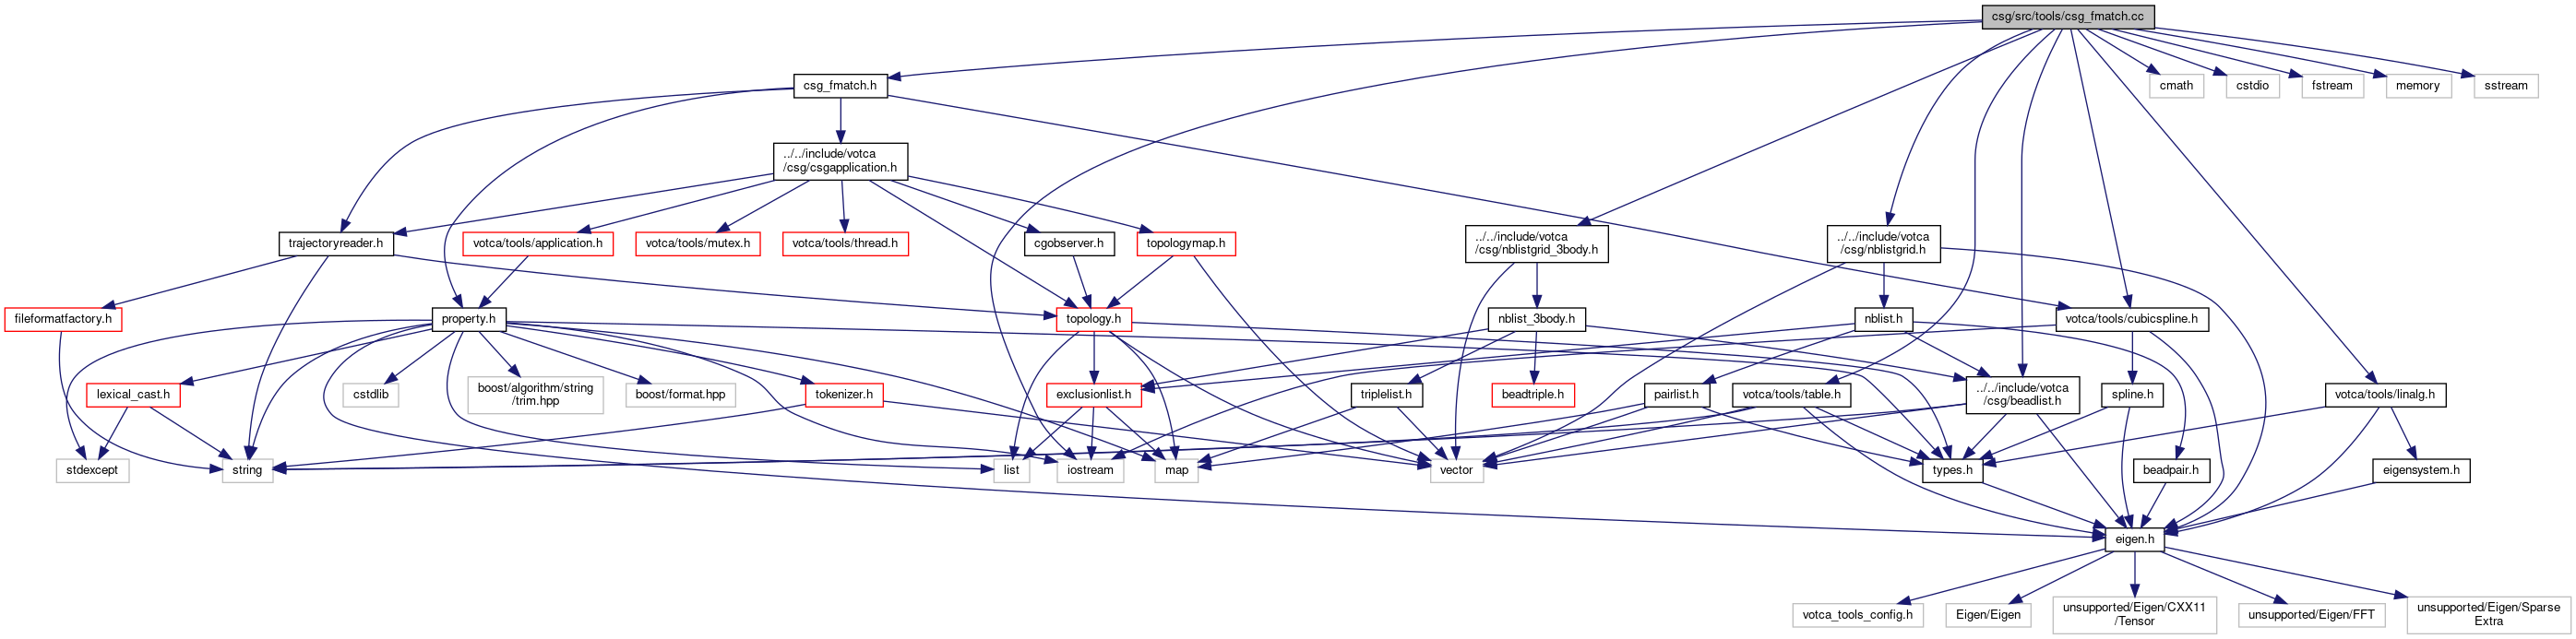 csg/src/tools/csg_fmatch.cc
csg_fmatch.h
cmath
cstdio
fstream
memory
sstream
../../include/votca
/csg/csgapplication.h
trajectoryreader.h
votca/tools/application.h
votca/tools/mutex.h
votca/tools/thread.h
cgobserver.h
topologymap.h
../../include/votca
/csg/nblistgrid_3body.h
../../include/votca
/csg/nblistgrid.h
fileformatfactory.h
property.h
topology.h
nblist_3body.h
nblist.h
votca/tools/cubicspline.h
lexical_cast.h
cstdlib
boost/algorithm/string
/trim.hpp
boost/format.hpp
tokenizer.h
exclusionlist.h
triplelist.h
beadtriple.h
pairlist.h
votca/tools/table.h
../../include/votca
/csg/beadlist.h
spline.h
votca/tools/linalg.h
stdexcept
string
list
iostream
map
vector
types.h
beadpair.h
eigensystem.h
eigen.h
votca_tools_config.h
Eigen/Eigen
unsupported/Eigen/CXX11
/Tensor
unsupported/Eigen/FFT
unsupported/Eigen/Sparse
Extra